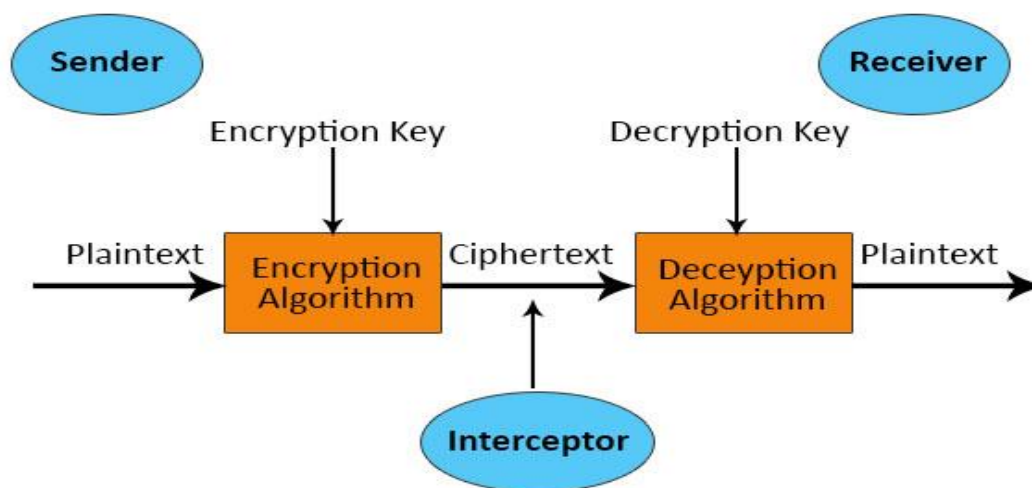 Sender
Receiver
Encryption Key
Decryption Key
Plaintext
Encryption
Algorithm
Ciphertext
Deceyption
Algorithm
Plaintext
Interceptor